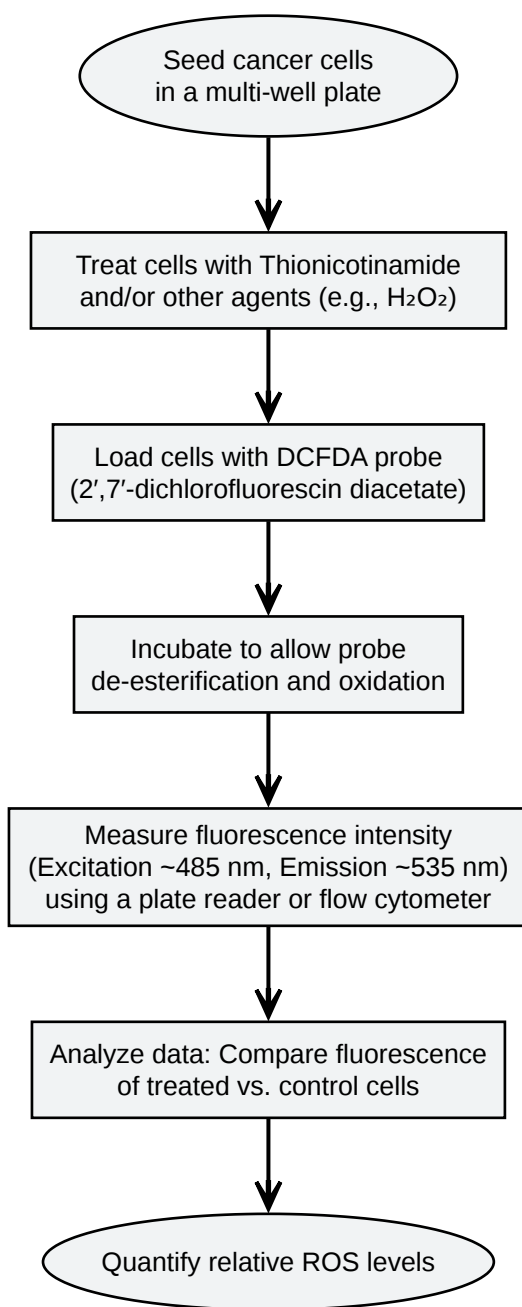 Seed cancer cells
in a multi-well plate
Treat cells with Thionicotinamide
and/or other agents (e.g., H₂O₂)
Load cells with DCFDA probe
(2′,7′-dichlorofluorescin diacetate)
Incubate to allow probe
de-esterification and oxidation
Measure fluorescence intensity
(Excitation ~485 nm, Emission ~535 nm)
using a plate reader or flow cytometer
Analyze data: Compare fluorescence
of treated vs. control cells
Quantify relative ROS levels